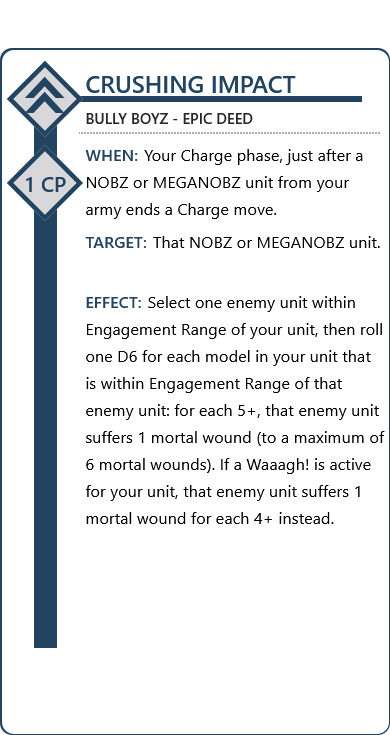 CRUSHING IMPACT
BULLY BOYZ - EPIC DEED
1 CP
WHEN: Your Charge phase, just after a
NOBZ or MEGANOBZ unit from your
army ends a Charge move.
TARGET: That NOBZ or MEGANOBZ unit.
EFFECT: Select one enemy unit within
Engagement Range of your unit, then roll
one D6 for each model in your unit that
is within Engagement Range of that
enemy unit: for each 5+, that enemy unit
suffers 1 mortal wound (to a maximum of
6 mortal wounds). If a Waaagh! is active
for your unit, that enemy unit suffers 1
mortal wound for each 4+ instead.